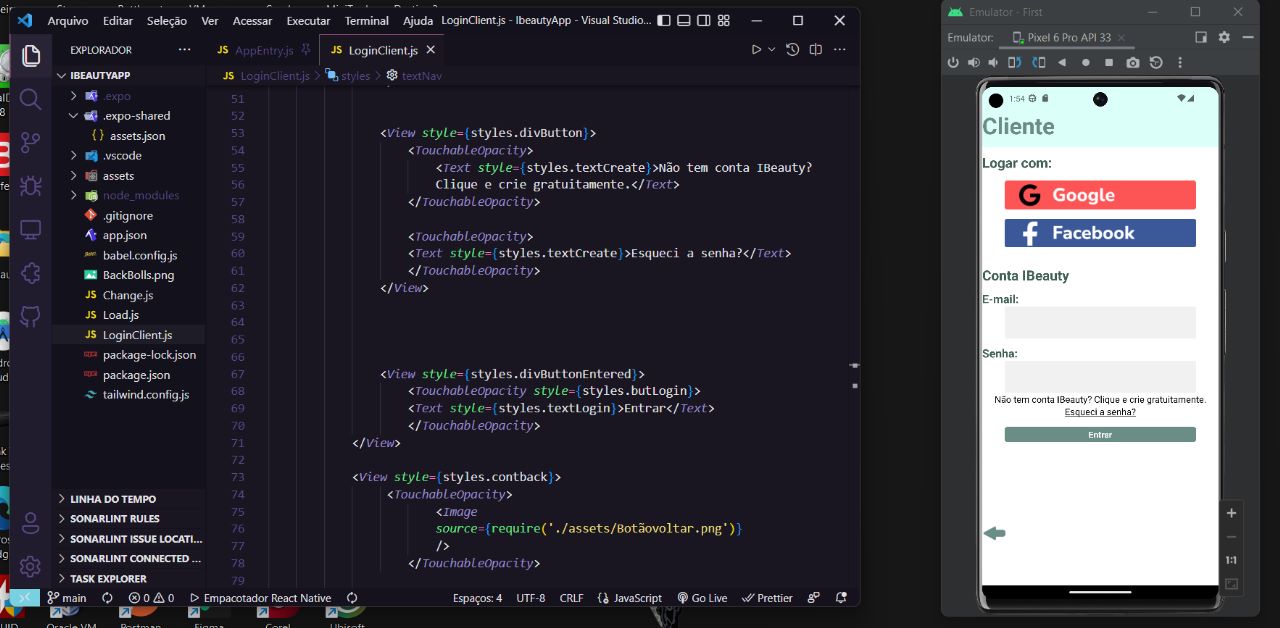 Arquivo Editar Seleção Ver Acessar Executar Terminal Ajuda LoginClient.js - IbeautyApp - Visual Studio...
EXPLORADOR
IBEAUTYAPP
.expo
.expo-shared
{ } assets.json
.vscode
assets
node_modules
.gitignore
app.json
babel.config.js
BackBolls.png
JS Change.js
JS Load.js
JS LoginClient.js
package-lock.json
package.json
tailwind.config.js
LINHA DO TEMPO
SONARLINT RULES
SONARLINT ISSUE LOCATI...
SONARLINT CONNECTED ...
TASK EXPLORER
JS AppEntry.js JS LoginClient.js
JS LoginClient.js > styles > textNav
51
52
53 <View style={styles.divButton}>
54 <TouchableOpacity>
55 <Text style={styles.textCreate}>Não tem conta IBeauty?
56 Clique e crie gratuitamente.</Text>
57 </TouchableOpacity>
58
59 <TouchableOpacity>
60 <Text style={styles.textCreate}>Esqueci a senha?</Text>
61 </TouchableOpacity>
62 </View>
63
64
65
66
67 <View style={styles.divButtonEntered}>
68 <TouchableOpacity style={styles.butLogin}>
69 <Text style={styles.textLogin}>Entrar</Text>
70 </TouchableOpacity>
71 </View>
72
73 <View style={styles.contback}>
74 <TouchableOpacity>
75 <Image
76 source={require('./assets/Botãovoltar.png')}
77 />
78 </TouchableOpacity>
79
main 0 0 Empacotador React Native Espaços: 4 UTF-8 CRLF JavaScript Go Live Prettier
Oracle VM Portman Figma Corel Ubisoft
Emulator - First
Emulator: Pixel 6 Pro API 33
1:54
Cliente
Logar com:
Google
Facebook
Conta IBeauty
E-mail:
Senha:
Não tem conta IBeauty? Clique e crie gratuitamente.
Esqueci a senha?
Entrar
1:1